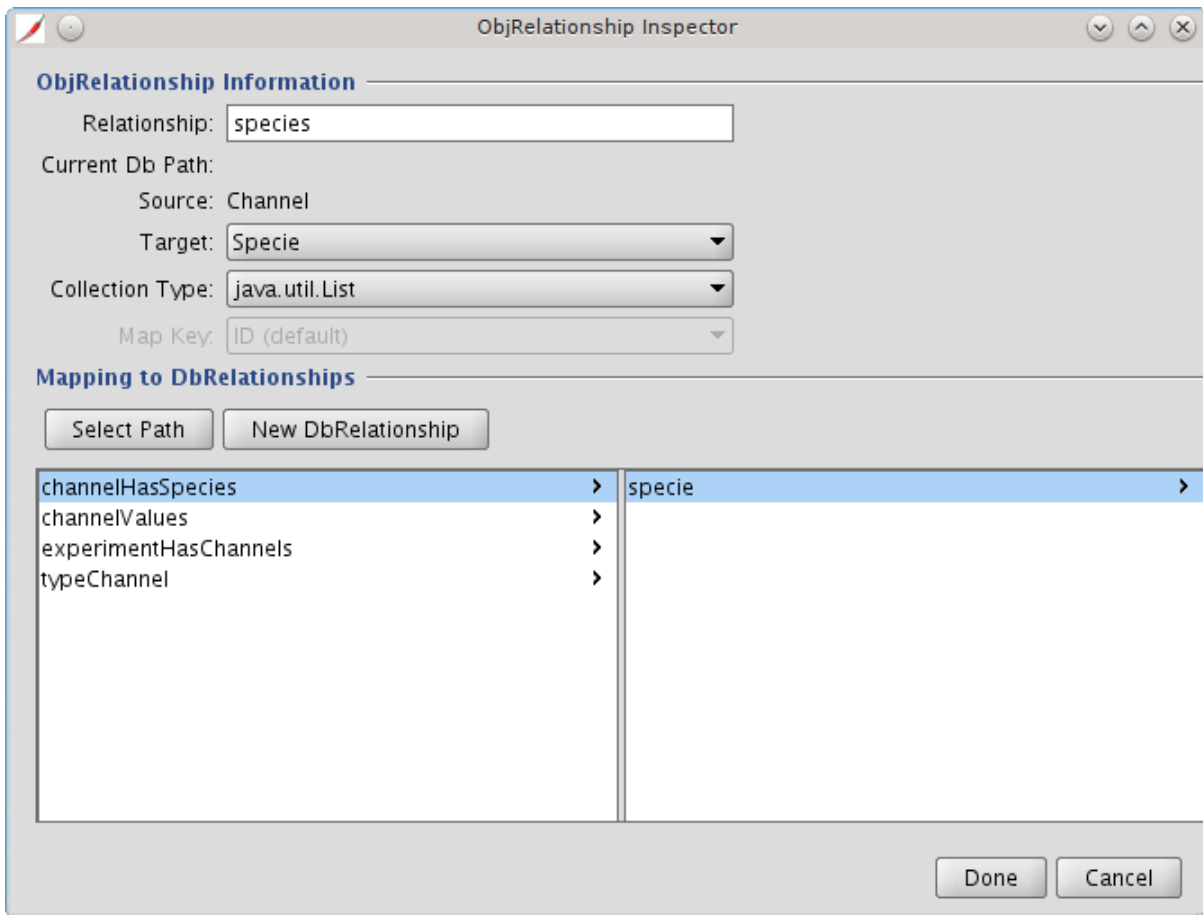 ObjRelationship Inspector
ObjRelationship Information
Relationship: species
Current Db Path:
Source: Channel
Target: Specie
Collection Type: java.util.List
Map Key: ID (default)
Mapping to DbRelationships
Select Path New DbRelationship
channelHasSpecies specie
channelValues
experimentHasChannels
typeChannel
Done Cancel